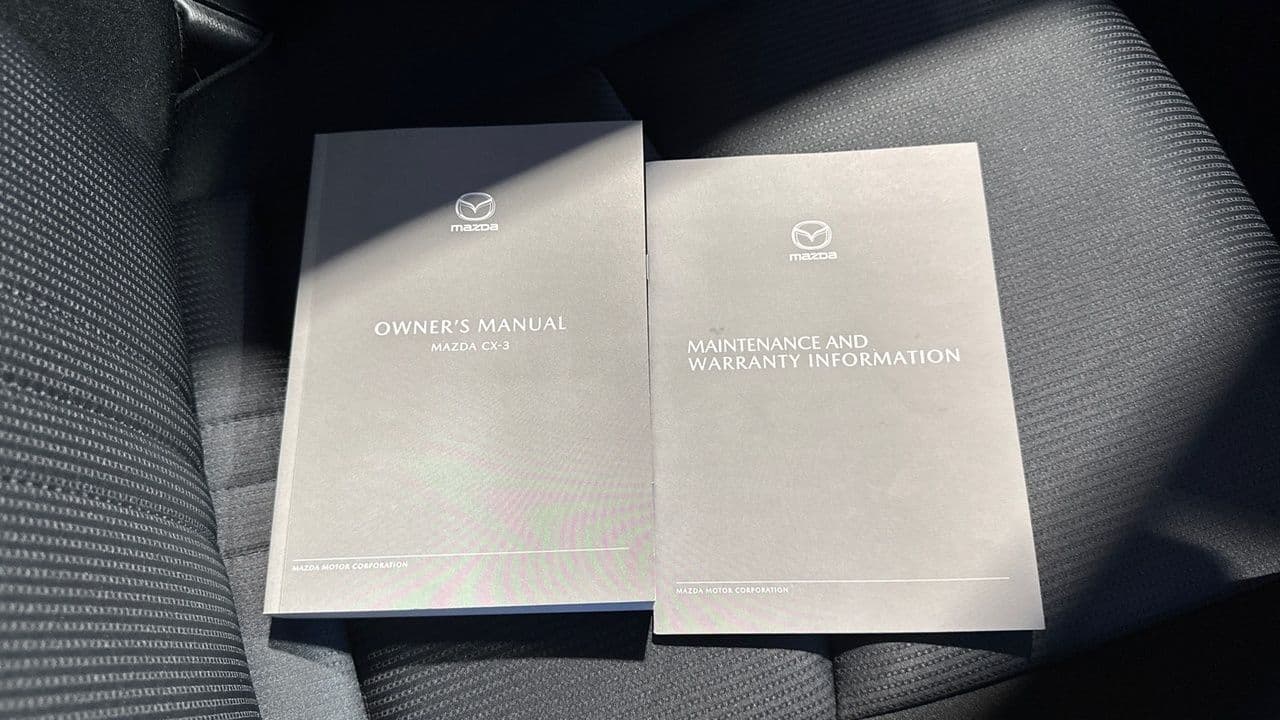 mazda
OWNER'S MANUAL
MAZDA CX-3
MAZDA MOTOR CORPORATION
mazda
MAINTENANCE AND
WARRANTY INFORMATION
MAZDA MOTOR CORPORATION